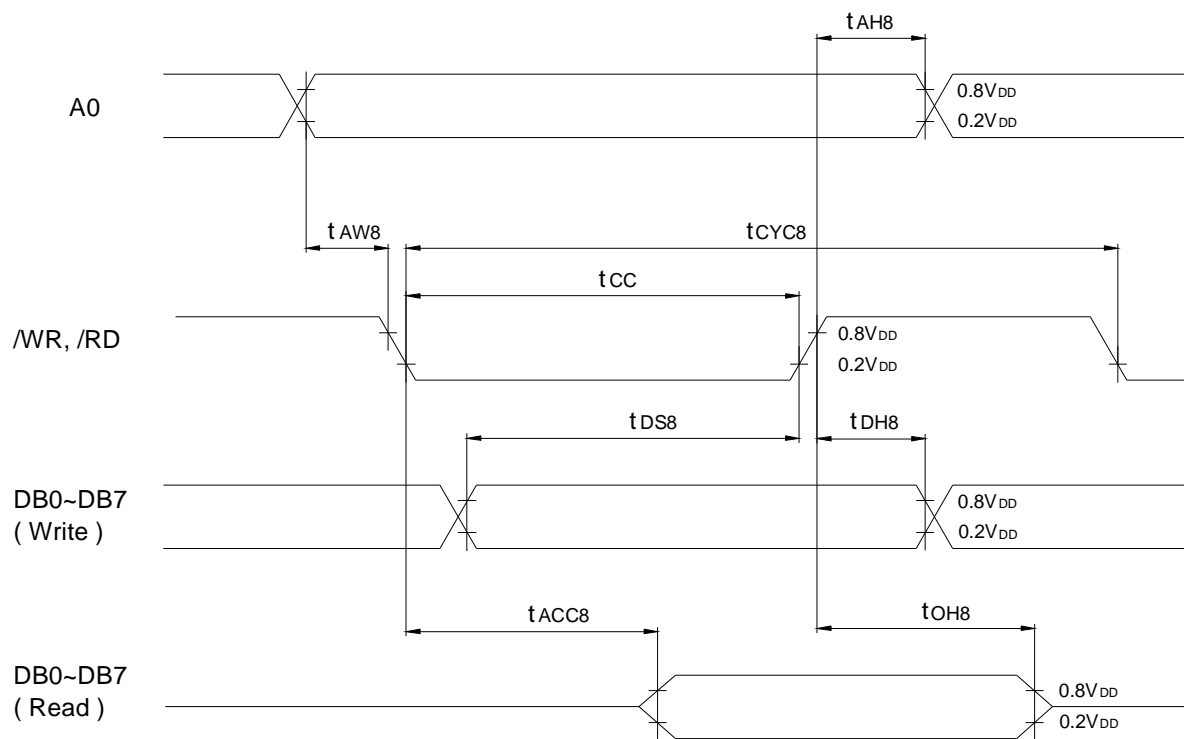 tAH8
A0
0.8VDD
0.2VDD
tAW8
tCYC8
tCC
/WR, /RD
0.8VDD
0.2VDD
tDS8
tDH8
DB0~DB7
( Write )
0.8VDD
0.2VDD
tACC8
tOH8
DB0~DB7
( Read )
0.8VDD
0.2VDD